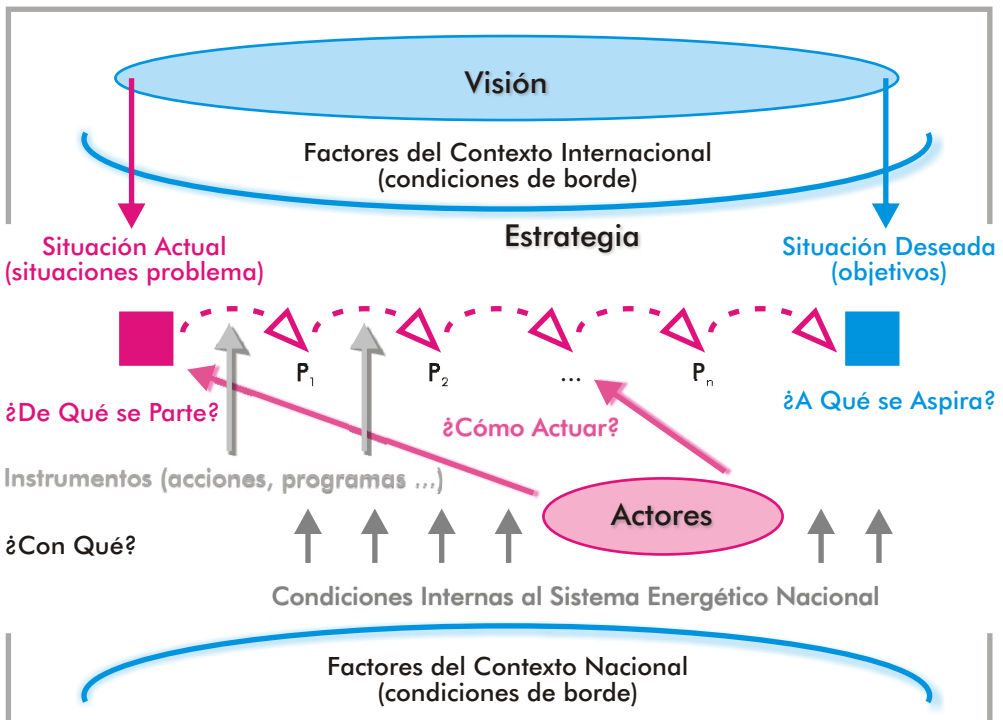 Visión
Factores del Contexto Internacional
(condiciones de borde)
Estrategia
Situación Actual
(situaciones problema)
Situación Deseada
(objetivos)
P1
P2
...
Pn
¿De Qué se Parte?
¿A Qué se Aspira?
¿Cómo Actuar?
Instrumentos (acciones, programas ...)
Actores
¿Con Qué?
Condiciones Internas al Sistema Energético Nacional
Factores del Contexto Nacional
(condiciones de borde)